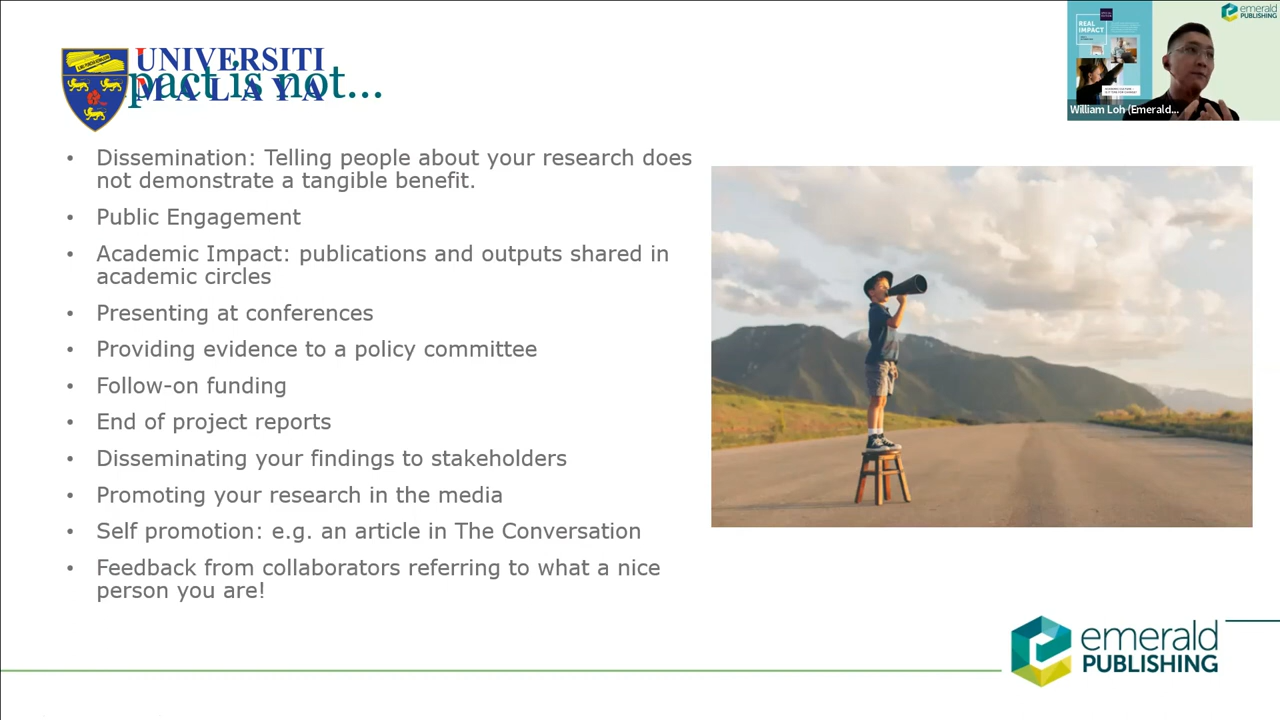 UNIVERSITI
MALAYA
pact is not...
• Dissemination: Telling people about your research does
not demonstrate a tangible benefit.
• Public Engagement
• Academic Impact: publications and outputs shared in
academic circles
• Presenting at conferences
• Providing evidence to a policy committee
• Follow-on funding
• End of project reports
• Disseminating your findings to stakeholders
• Promoting your research in the media
• Self promotion: e.g. an article in The Conversation
• Feedback from collaborators referring to what a nice
person you are!
emerald
PUBLISHING
REAL
IMPACT
William Loh (Emerald...
emerald
PUBLISHING